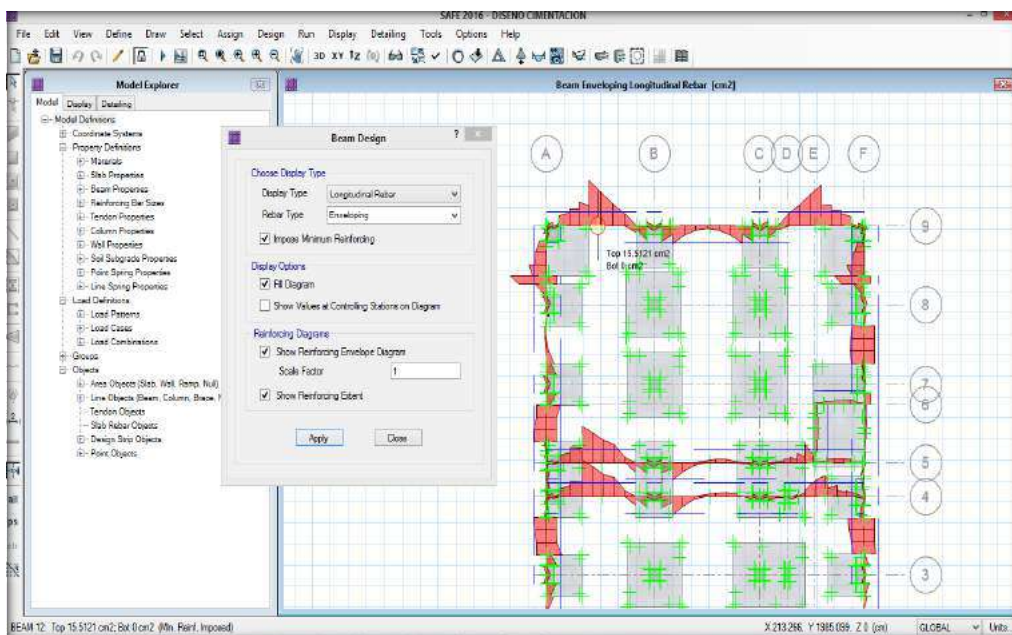 SAFE 2016 - DISENO CIMENTACION
File Edit View Define Draw Select Assign Design Run Display Detailing Tools Options Help
3D XY
Model Explorer
Model Display Detailing
Model Definitions
Coordinate Systems
Property Definitions
Materials
Slab Properties
Beam Properties
Reinforcing Bar Sizes
Tendon Properties
Column Properties
Wall Properties
Soil Subgrade Properties
Point Spring Properties
Line Spring Properties
Load Definitions
Load Patterns
Load Cases
Load Combinations
Groups
Objects
Area Objects (Slab, Wall, Ramp, Null)
Line Objects (Beam, Column, Brace,
Tendon Objects
Slab Rebar Objects
Design Strip Objects
Point Objects
Beam Design
?
Choose Display Type
Display Type Longitudinal Rebar
Rebar Type Enveloping
Impose Minimum Reinforcing
Display Options
Fill Diagram
Show Values at Controlling Stations on Diagram
Reinforcing Diagrams
Show Reinforcing Envelope Diagram
Scale Factor 1
Show Reinforcing Extent
Apply Close
Beam Enveloping Longitudinal Rebar [cm2]
A B C D E F
9
Top 15.5121 cm2
Bot 0 cm2
8
7
6
5
4
3
BEAM 12: Top 15.5121 cm2; Bot 0 cm2 (Min. Reinf. Imposed)
X 213.266, Y 1985.099, Z 0 (cm) GLOBAL Units...